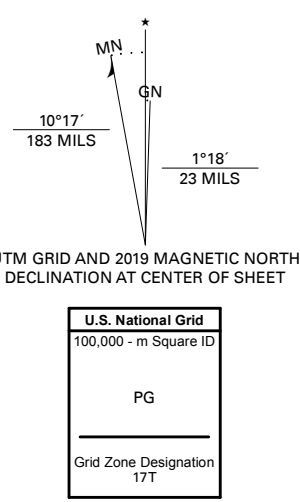 MN
GN
10°17´
183 MILS
1°18´
23 MILS
UTM GRID AND 2019 MAGNETIC NORTH
DECLINATION AT CENTER OF SHEET
U.S. National Grid
100,000 - m Square ID
PG
Grid Zone Designation
17T